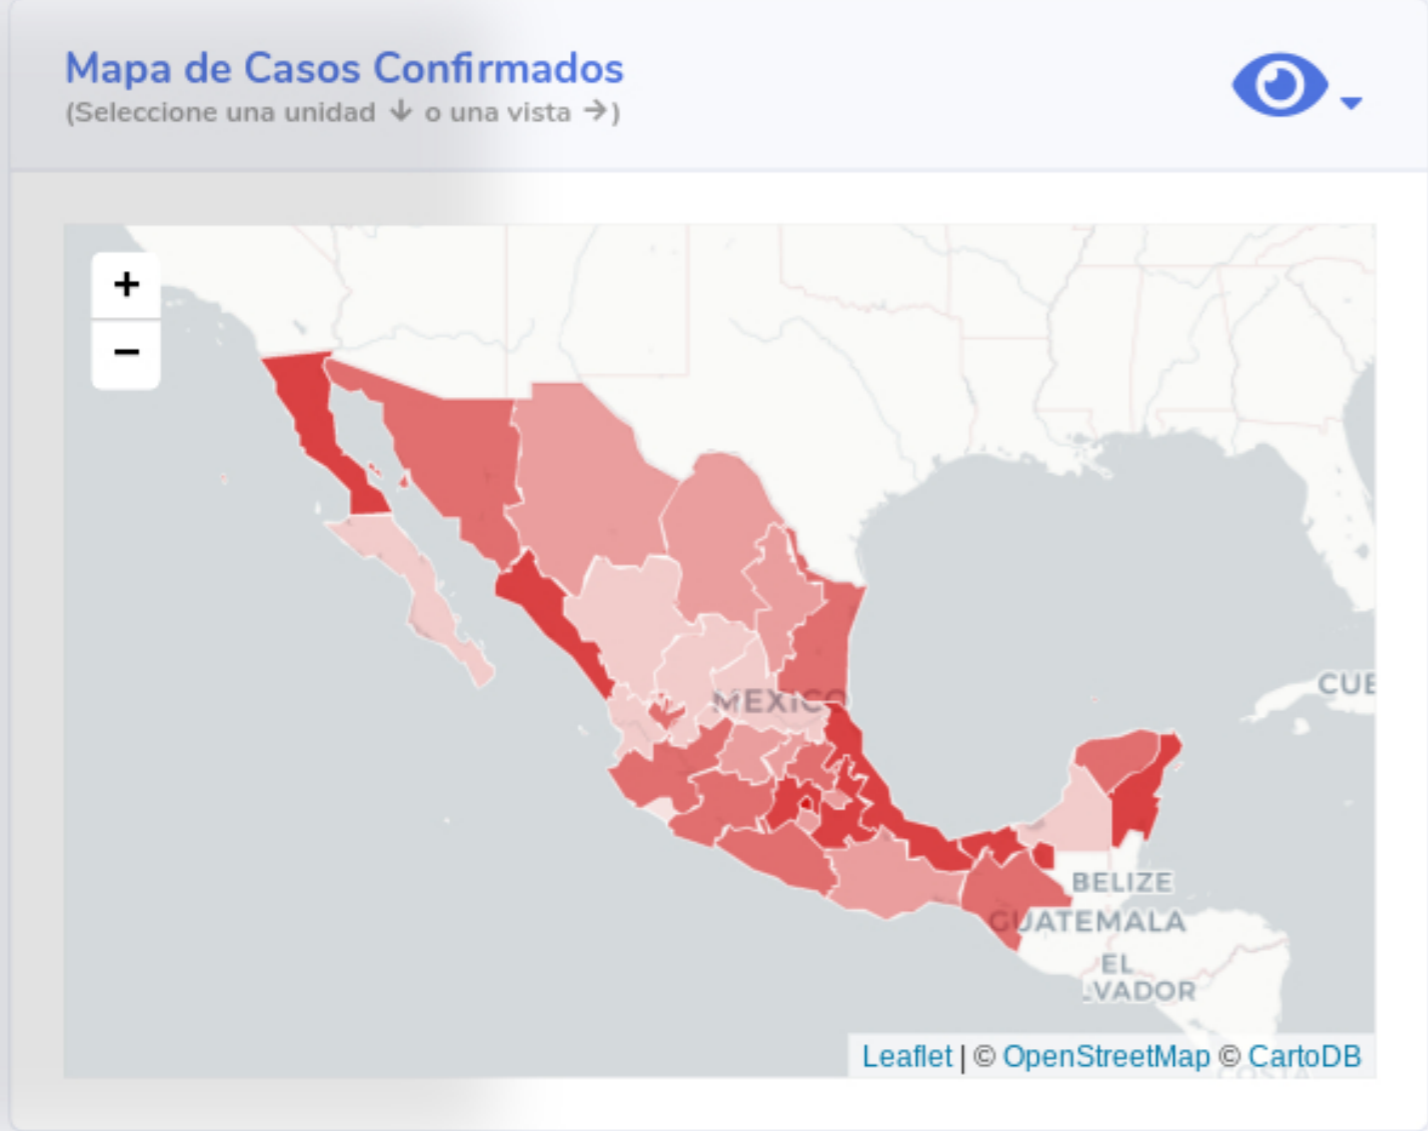 Mapa de Casos Confirmados
(Seleccione una unidad ↓ o una vista →)
+
−
CUE
MEXICO
BELIZE
GUATEMALA
EL
VADOR
Leaflet | © OpenStreetMap © CartoDB